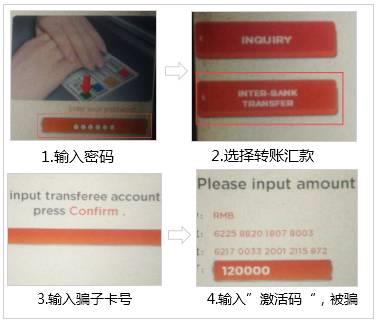 Enter your password
******
1.输入密码
INQUIRY
INTER-BANK
TRANSFER
2.选择转账汇款
input transferee account
press Confirm .
3.输入骗子卡号
Please input amount
RMB
6225 8820 1807 8003
6217 0033 2001 2115 872
120000
4.输入”激活码“，被骗